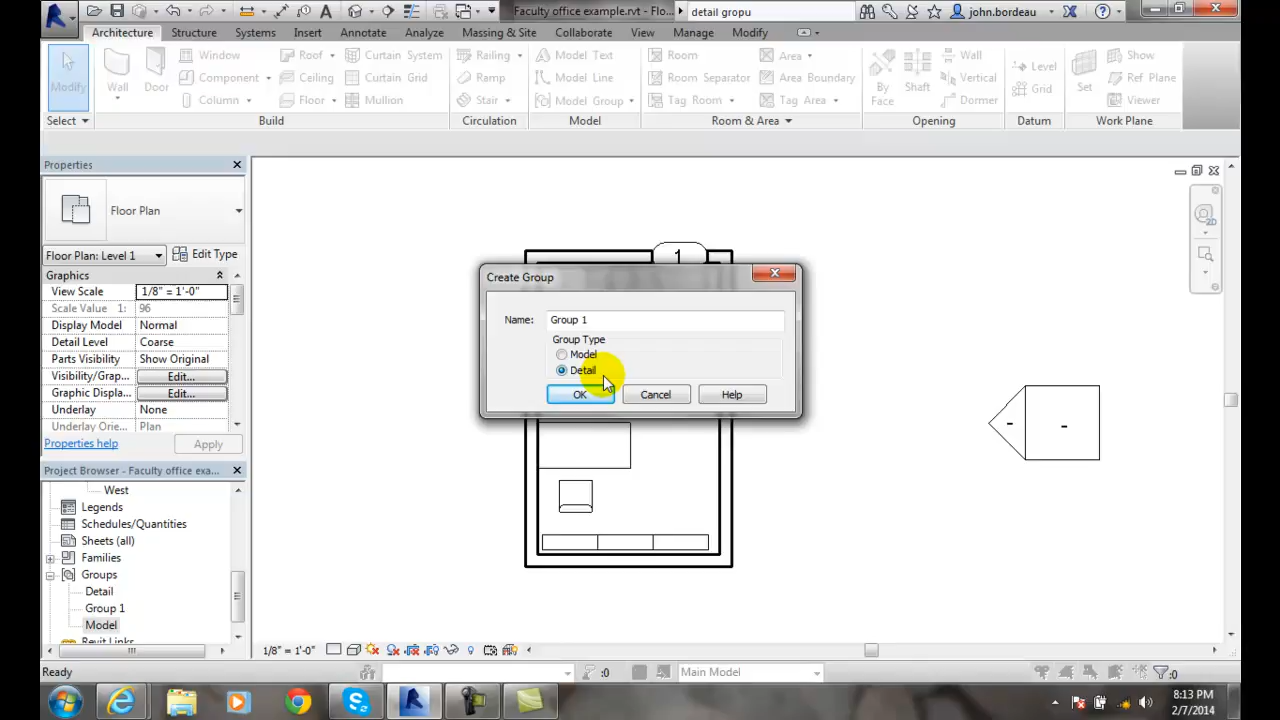 Faculty office example.rvt - Flo...
detail gropu
john.bordeau
Architecture Structure Systems Insert Annotate Analyze Massing & Site Collaborate View Manage Modify
Modify
Select
Wall
Door
Window
Component
Column
Roof
Ceiling
Floor
Curtain System
Curtain Grid
Mullion
Build
Railing
Ramp
Stair
Circulation
Model Text
Model Line
Model Group
Model
Room
Room Separator
Tag Room
Area
Area Boundary
Tag Area
Room & Area
By
Face
Shaft
Wall
Vertical
Dormer
Opening
Level
Grid
Datum
Set
Show
Ref Plane
Viewer
Work Plane
Properties
Floor Plan
Floor Plan: Level 1
Edit Type
Graphics
View Scale 1/8" = 1'-0"
Scale Value 1: 96
Display Model Normal
Detail Level Coarse
Parts Visibility Show Original
Visibility/Grap... Edit...
Graphic Displa... Edit...
Underlay None
Underlay Orie... Plan
Properties help
Apply
Project Browser - Faculty office exa...
West
Legends
Schedules/Quantities
Sheets (all)
Families
Groups
Detail
Group 1
Model
Revit Links
1
Create Group
Name: Group 1
Group Type
Model
Detail
OK Cancel Help
- -
1/8" = 1'-0"
Ready
:0
Main Model
:0
8:13 PM
2/7/2014